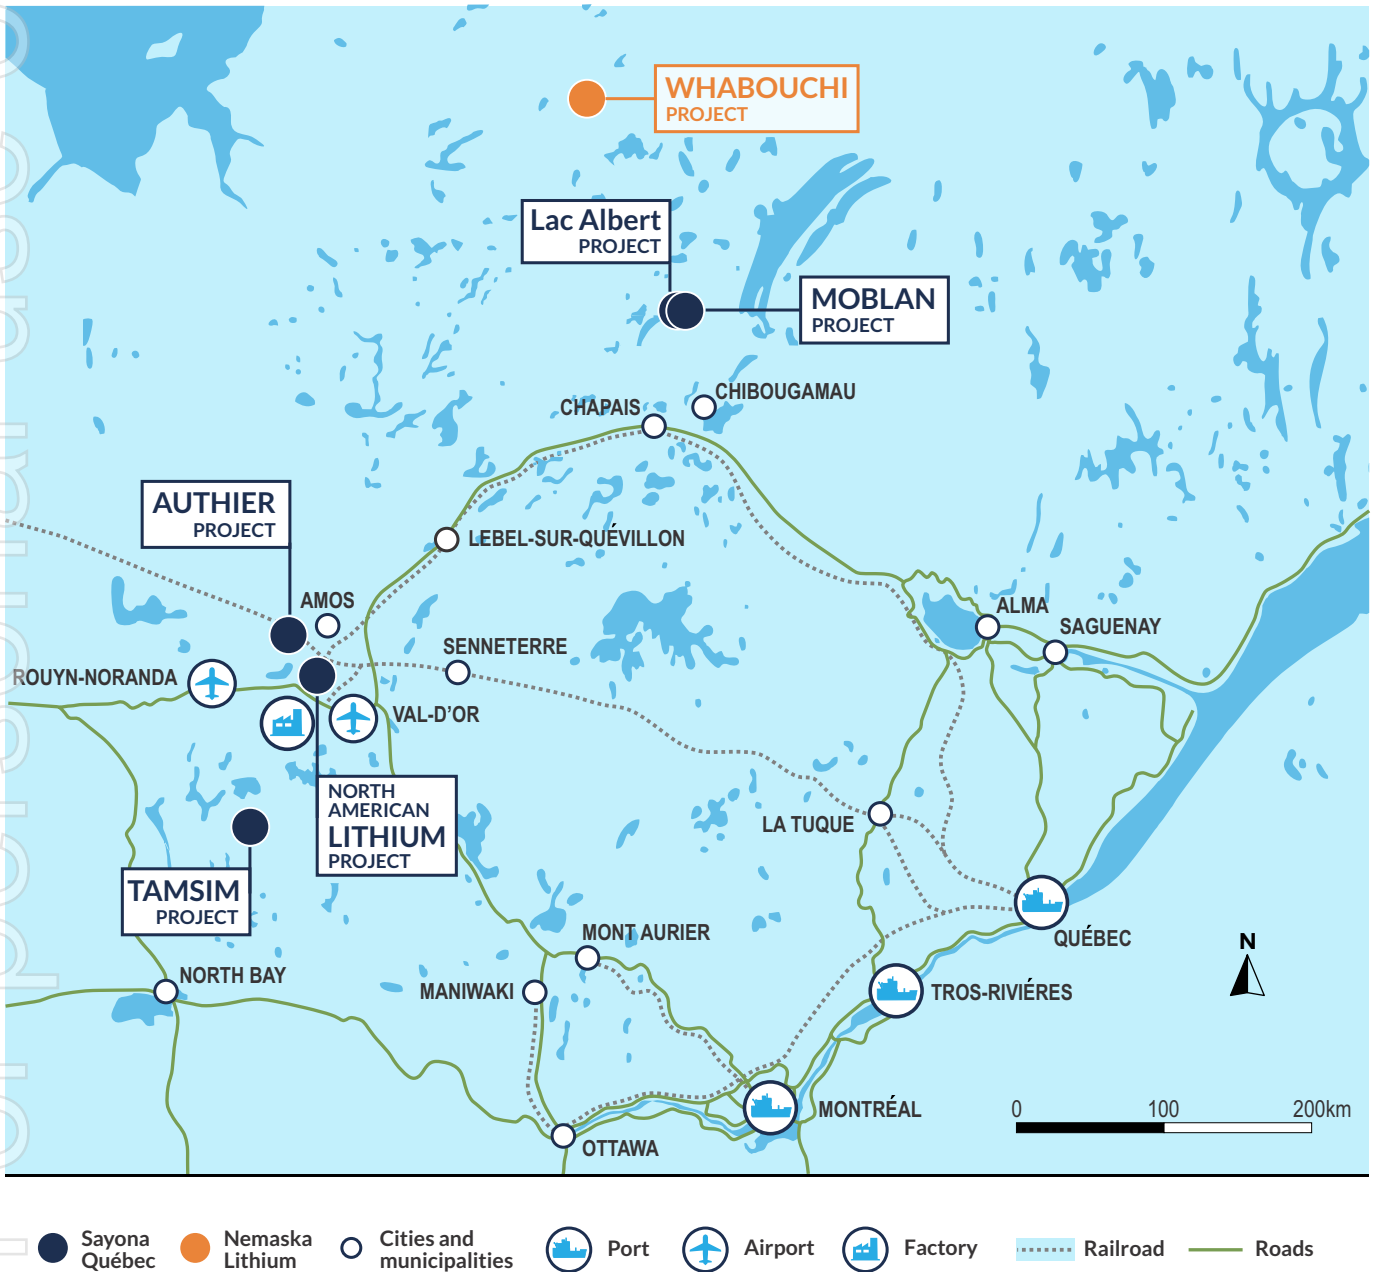 WHABOUCHI
PROJECT
Lac Albert
PROJECT
MOBLAN
PROJECT
CHIBOUGAMAU
CHAPAIS
AUTHIER
PROJECT
LEBEL-SUR-QUÉVILLON
AMOS
ALMA
SAGUENAY
SENNETERRE
ROUYN-NORANDA
VAL-D'OR
NORTH
AMERICAN
LITHIUM
PROJECT
LA TUQUE
TAMSIM
PROJECT
MONT AURIER
QUÉBEC
N
NORTH BAY
MANIWAKI
TROS-RIVIÉRES
MONTRÉAL
0 100 200km
OTTAWA
Sayona
Québec
Nemaska
Lithium
Cities and
municipalities
Port
Airport
Factory
Railroad
Roads